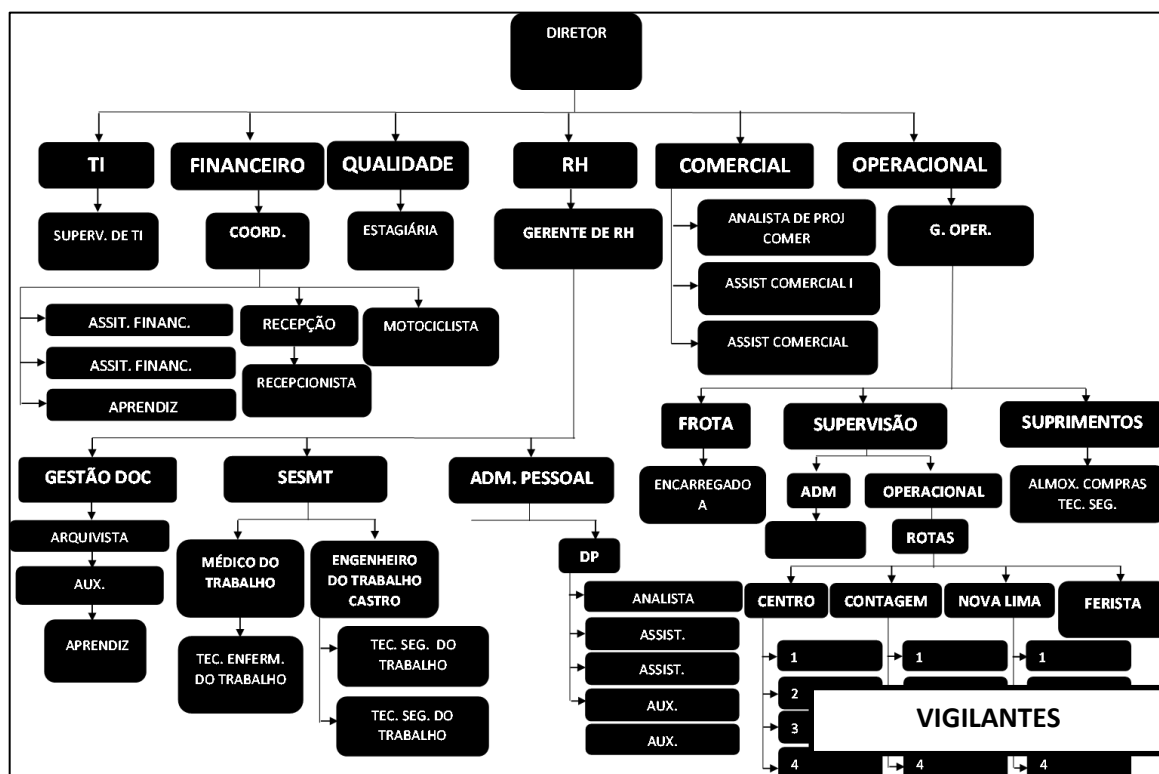 DIRETOR
TI
FINANCEIRO
QUALIDADE
RH
COMERCIAL
OPERACIONAL
SUPERV. DE TI
COORD.
ESTAGIÁRIA
GERENTE DE RH
ANALISTA DE PROJ
COMER
G. OPER.
ASSIST COMERCIAL I
ASSIST COMERCIAL
ASSIT. FINANC.
RECEPÇÃO
MOTOCICLISTA
ASSIT. FINANC.
RECEPCIONISTA
APRENDIZ
FROTA
SUPERVISÃO
SUPRIMENTOS
GESTÃO DOC
SESMT
ADM. PESSOAL
ENCARREGADO
A
ADM
OPERACIONAL
ALMOX. COMPRAS
TEC. SEG.
ARQUIVISTA
MÉDICO DO
TRABALHO
ENGENHEIRO
DO TRABALHO
CASTRO
DP
ROTAS
AUX.
ANALISTA
CENTRO
CONTAGEM
NOVA LIMA
FERISTA
APRENDIZ
TEC. ENFERM.
DO TRABALHO
TEC. SEG. DO
TRABALHO
ASSIST.
ASSIST.
1
1
1
TEC. SEG. DO
TRABALHO
AUX.
AUX.
2
3
VIGILANTES
4
4
4